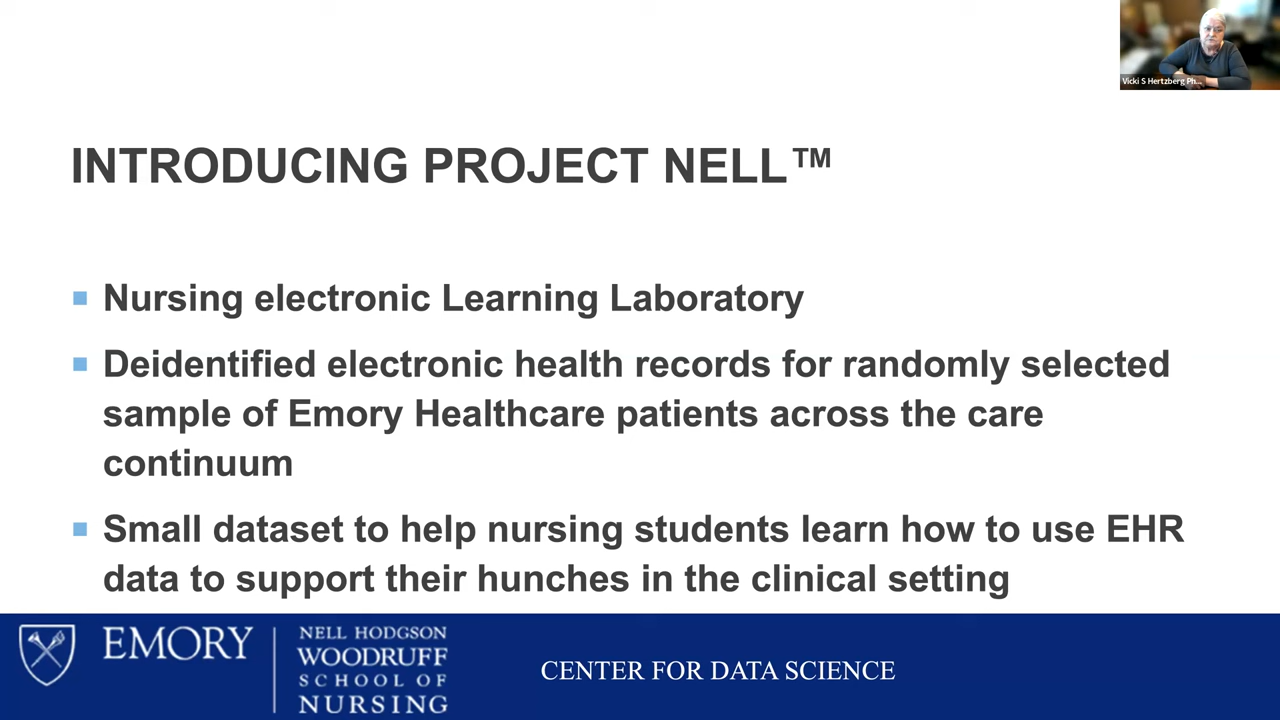 Vicki S Hertzberg Ph...
INTRODUCING PROJECT NELL™
Nursing electronic Learning Laboratory
Deidentified electronic health records for randomly selected
sample of Emory Healthcare patients across the care
continuum
Small dataset to help nursing students learn how to use EHR
data to support their hunches in the clinical setting
EMORY
NELL HODGSON
WOODRUFF
SCHOOL OF
NURSING
CENTER FOR DATA SCIENCE